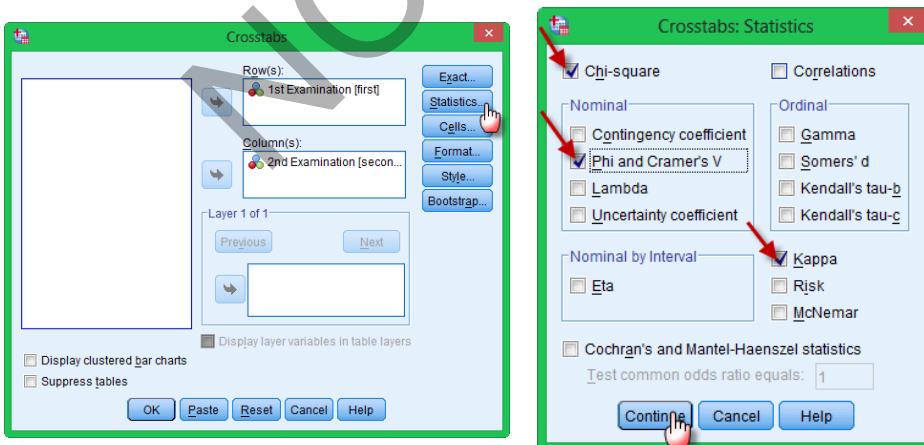 Crosstabs
Row(s):
1st Examination [first]
Column(s):
2nd Examination [secon...
Layer 1 of 1
Previous
Next
Display layer variables in table layers
Display clustered bar charts
Suppress tables
Exact...
Statistics...
Cells...
Format...
Style...
Bootstrap...
OK
Paste
Reset
Cancel
Help
Crosstabs: Statistics
Chi-square
Correlations
Nominal
Contingency coefficient
Phi and Cramer's V
Lambda
Uncertainty coefficient
Ordinal
Gamma
Somers' d
Kendall's tau-b
Kendall's tau-c
Nominal by Interval
Eta
Kappa
Risk
McNemar
Cochran's and Mantel-Haenszel statistics
Test common odds ratio equals: 1
Continue
Cancel
Help